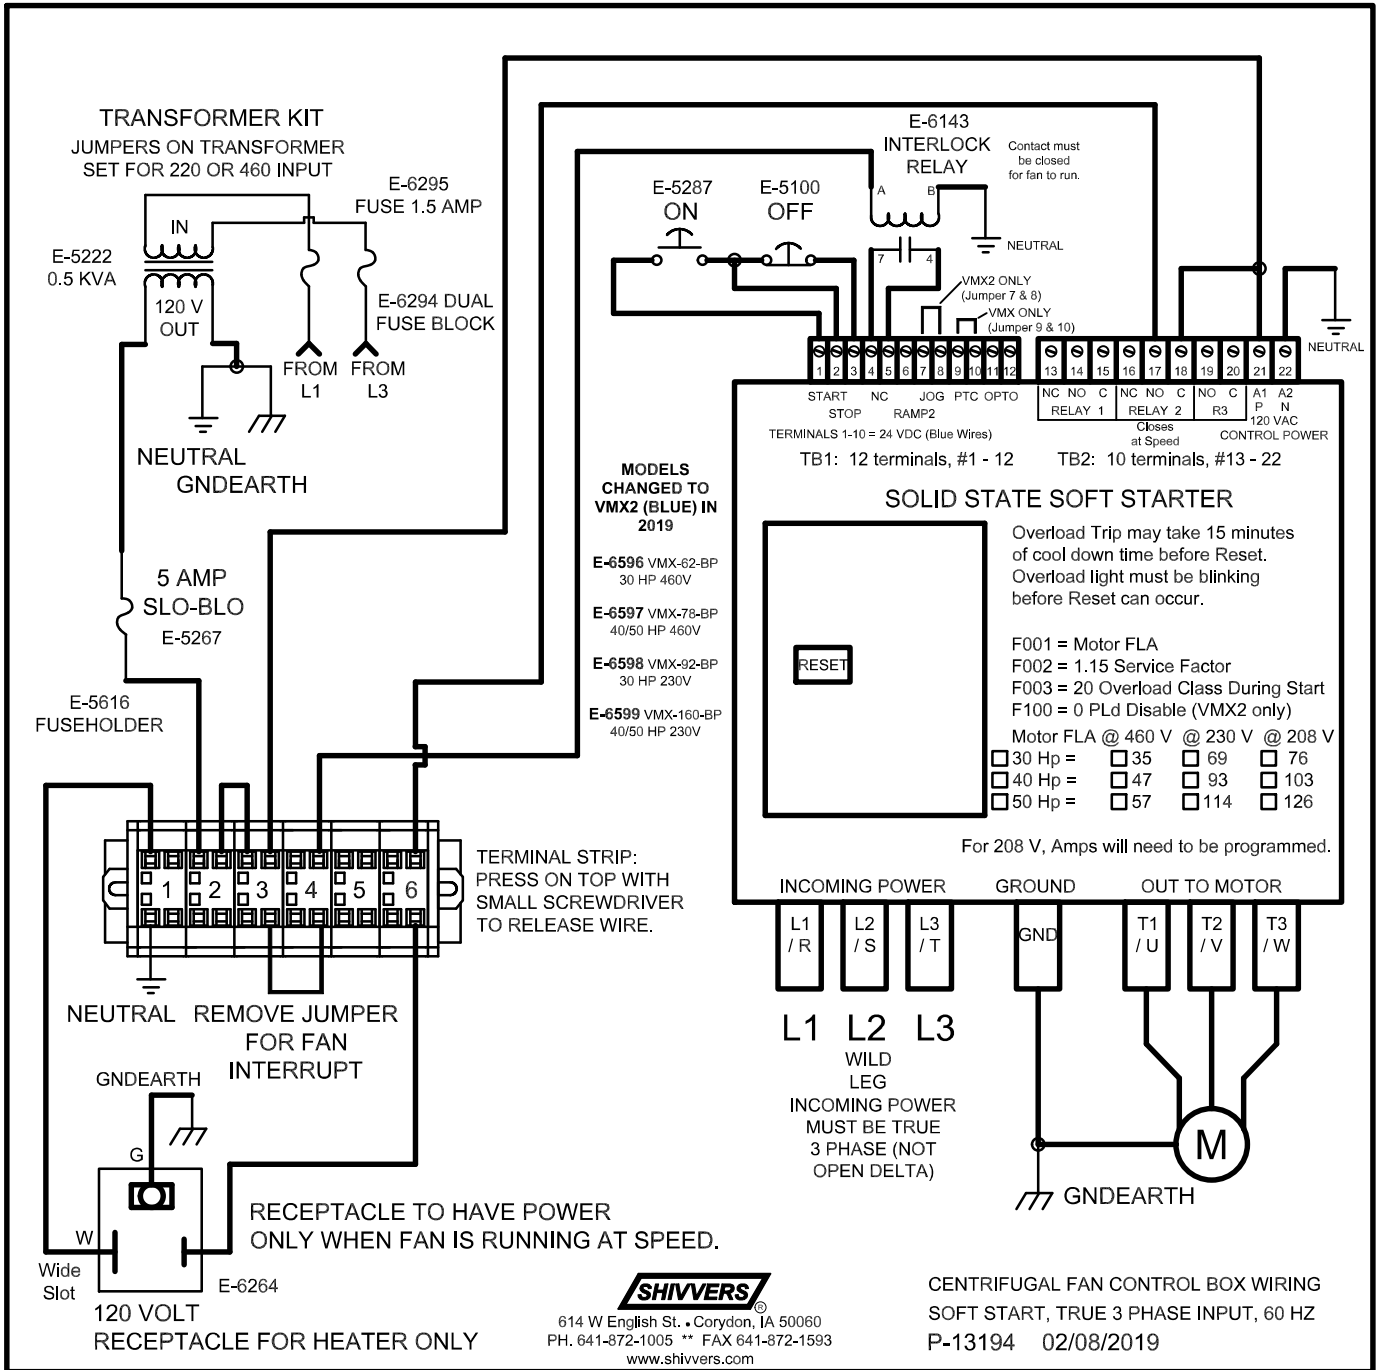 TRANSFORMER KIT
JUMPERS ON TRANSFORMER
SET FOR 220 OR 460 INPUT
E-6295
FUSE 1.5 AMP
IN
E-5222
0.5 KVA
120 V
OUT
E-6294 DUAL
FUSE BLOCK
FROM
L1
FROM
L3
NEUTRAL
GNDEARTH
5 AMP
SLO-BLO
E-5267
E-5616
FUSEHOLDER
E-5287
ON
E-5100
OFF
E-6143
INTERLOCK
RELAY
Contact must
be closed
for fan to run.
A
B
NEUTRAL
7
4
VMX2 ONLY
(Jumper 7 & 8)
VMX ONLY
(Jumper 9 & 10)
NEUTRAL
1 2 3 4 5 6 7 8 9 10 11 12
13 14 15 16 17 18 19 20 21 22
START
STOP
NC
RAMP2
JOG
PTC
OPTO
NC NO C
RELAY 1
NC NO C
RELAY 2
NO C
R3
A1
P
A2
N
120 VAC
CONTROL POWER
Closes
at Speed
TERMINALS 1-10 = 24 VDC (Blue Wires)
TB1: 12 terminals, #1 - 12
TB2: 10 terminals, #13 - 22
MODELS
CHANGED TO
VMX2 (BLUE) IN
2019
E-6596 VMX-62-BP
30 HP 460V
E-6597 VMX-78-BP
40/50 HP 460V
E-6598 VMX-92-BP
30 HP 230V
E-6599 VMX-160-BP
40/50 HP 230V
SOLID STATE SOFT STARTER
Overload Trip may take 15 minutes
of cool down time before Reset.
Overload light must be blinking
before Reset can occur.
RESET
F001 = Motor FLA
F002 = 1.15 Service Factor
F003 = 20 Overload Class During Start
F100 = 0 PLd Disable (VMX2 only)
Motor FLA @ 460 V @ 230 V @ 208 V
30 Hp = 35 69 76
40 Hp = 47 93 103
50 Hp = 57 114 126
For 208 V, Amps will need to be programmed.
INCOMING POWER
GROUND
OUT TO MOTOR
L1
/ R
L2
/ S
L3
/ T
GND
T1
/ U
T2
/ V
T3
/ W
L1 L2 L3
WILD
LEG
INCOMING POWER
MUST BE TRUE
3 PHASE (NOT
OPEN DELTA)
M
GNDEARTH
1 2 3 4 5 6
TERMINAL STRIP:
PRESS ON TOP WITH
SMALL SCREWDRIVER
TO RELEASE WIRE.
NEUTRAL
REMOVE JUMPER
FOR FAN
INTERRUPT
GNDEARTH
G
W
Wide
Slot
E-6264
RECEPTACLE TO HAVE POWER
ONLY WHEN FAN IS RUNNING AT SPEED.
120 VOLT
RECEPTACLE FOR HEATER ONLY
SHIVVERS ®
614 W English St. • Corydon, IA 50060
PH. 641-872-1005 ** FAX 641-872-1593
www.shivvers.com
CENTRIFUGAL FAN CONTROL BOX WIRING
SOFT START, TRUE 3 PHASE INPUT, 60 HZ
P-13194 02/08/2019